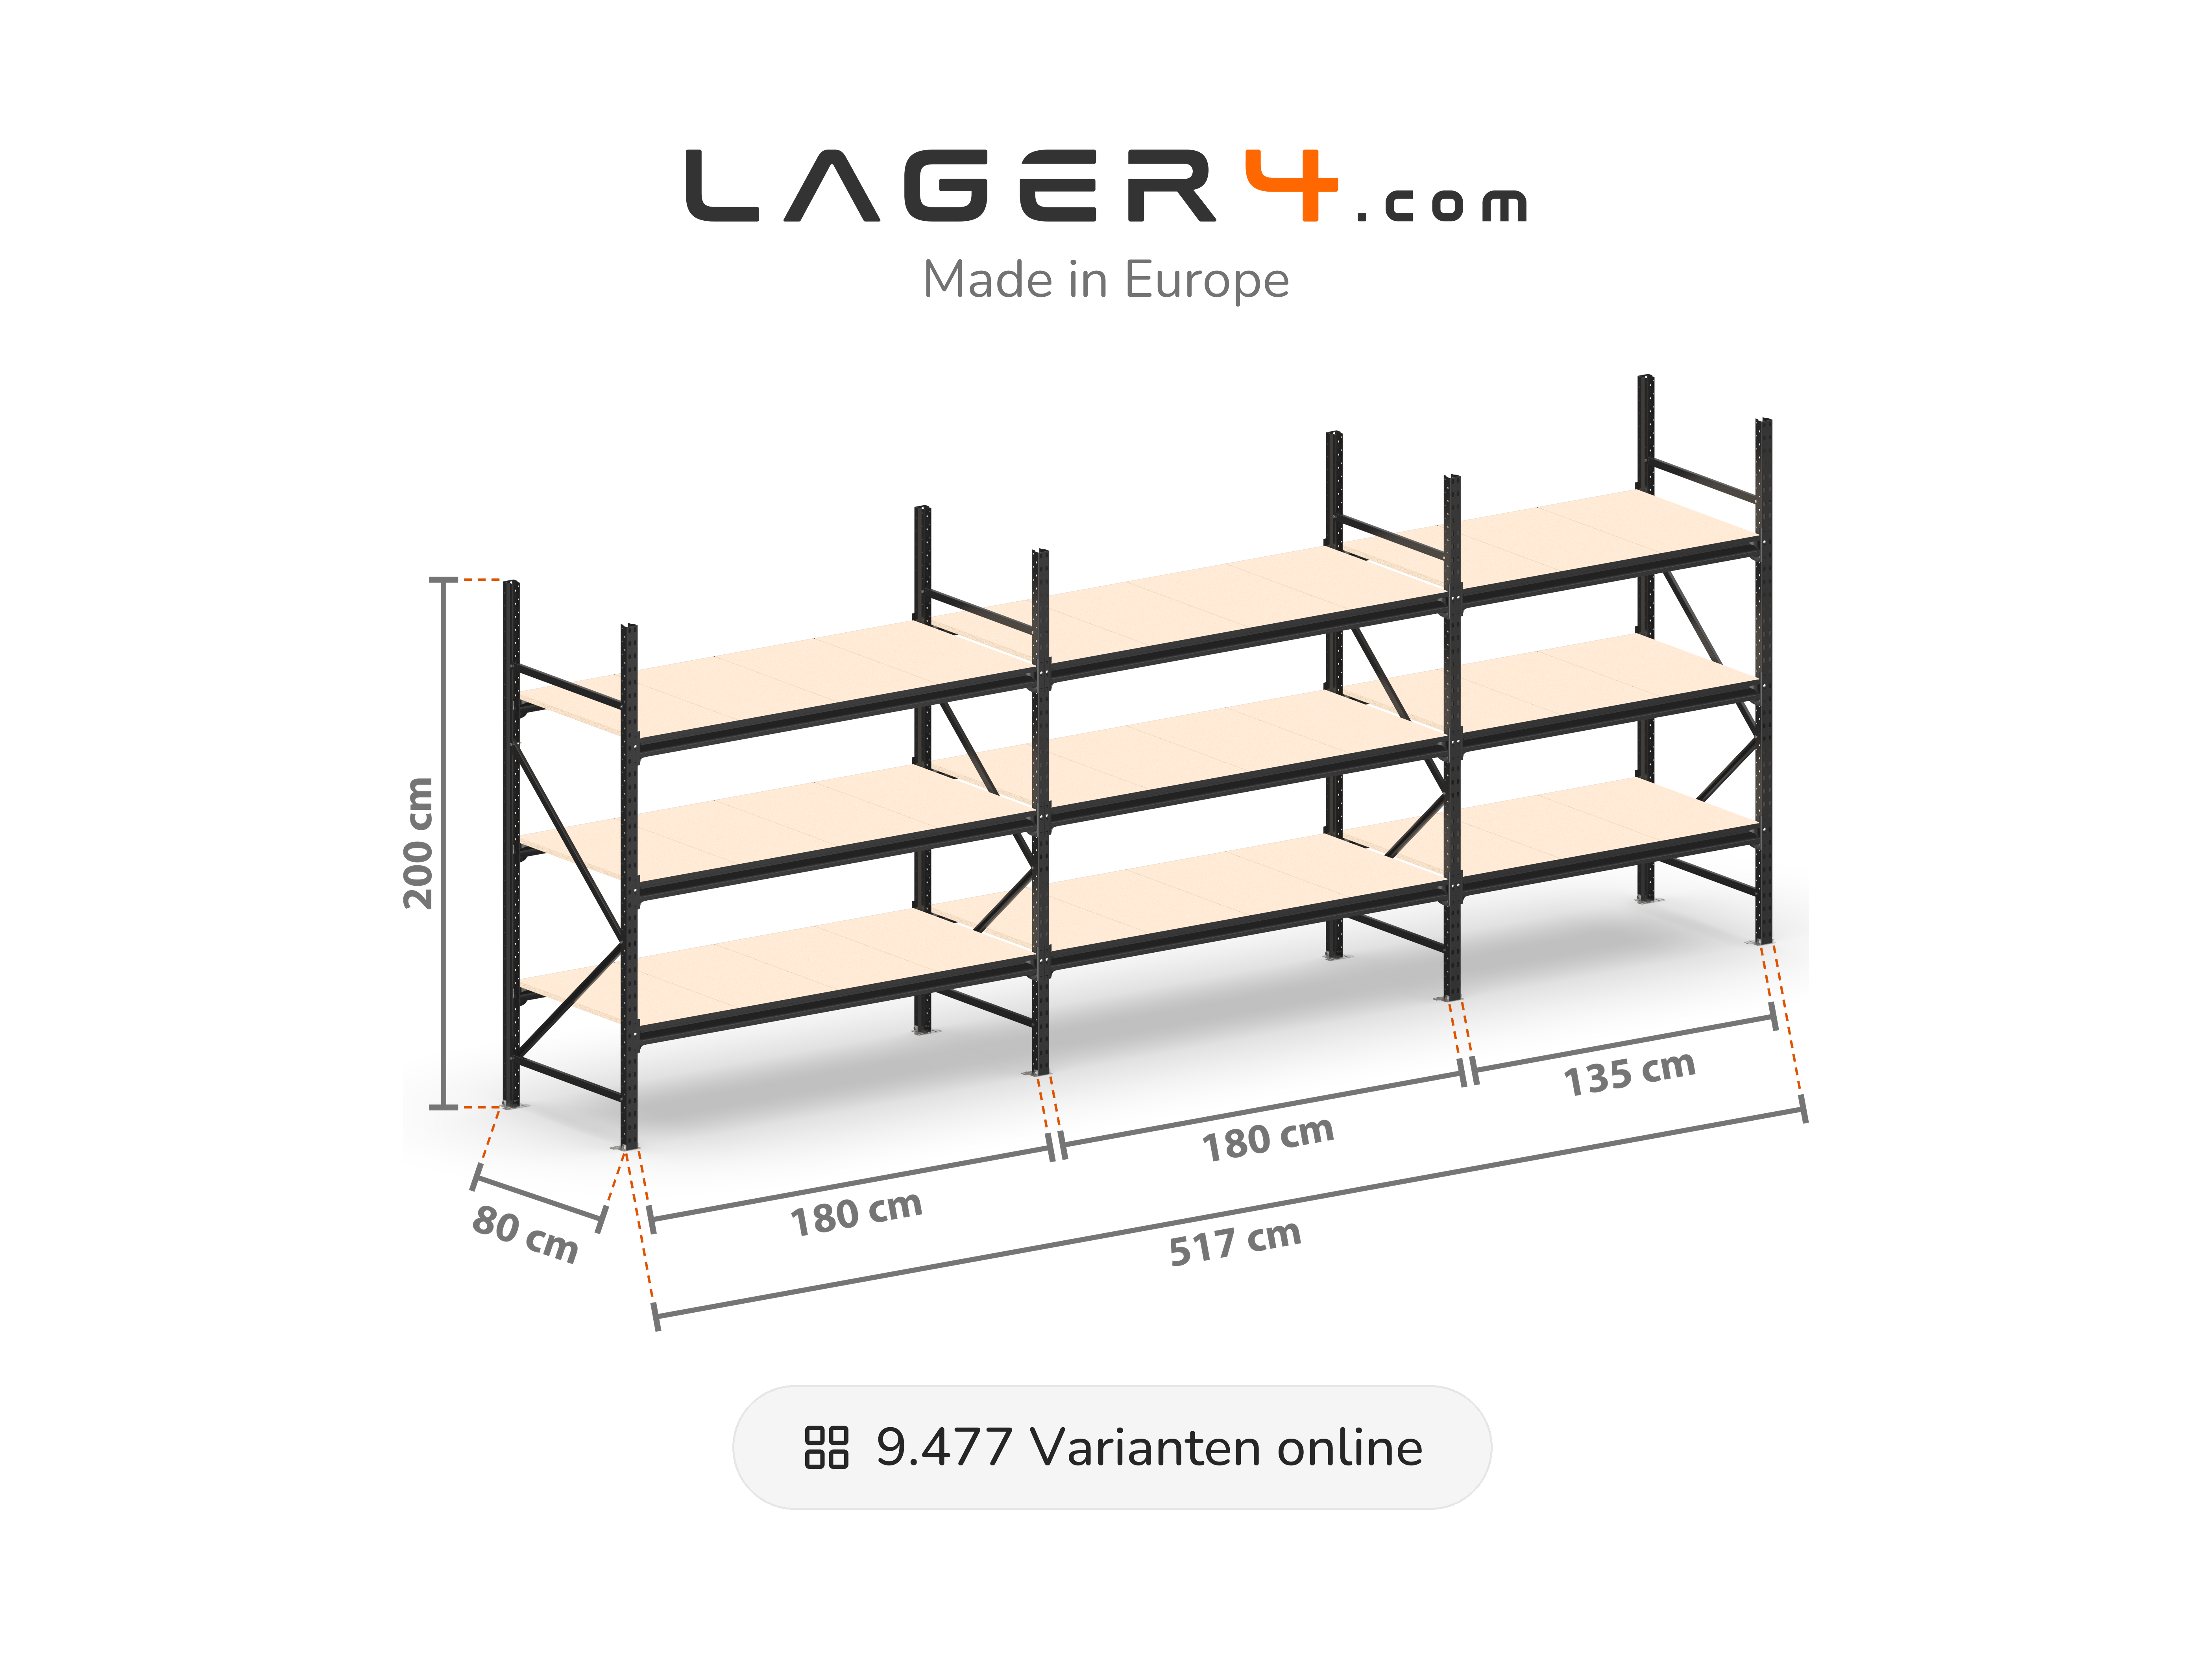 LAGER4.com
Made in Europe
200 cm
80 cm
180 cm
180 cm
135 cm
517 cm
9.477 Varianten online